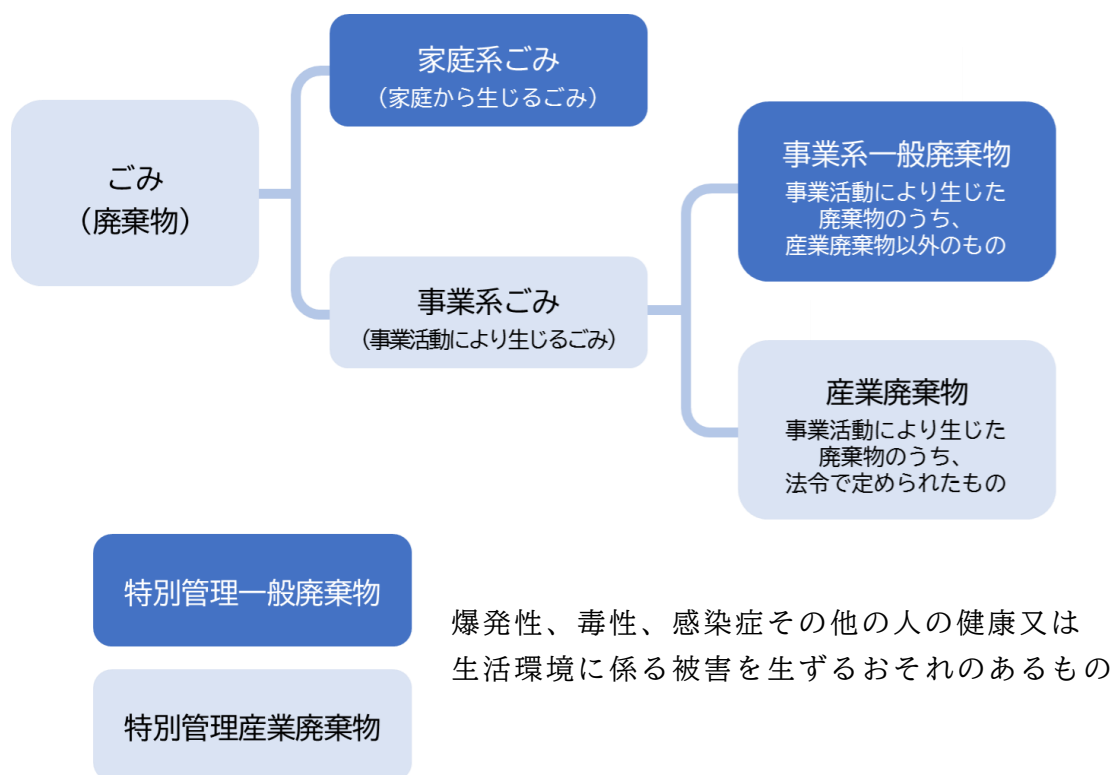 家庭系ごみ
（家庭から生じるごみ）
ごみ
（廃棄物）
事業系ごみ
（事業活動により生じるごみ）
事業系一般廃棄物
事業活動により生じた
廃棄物のうち、
産業廃棄物以外のもの
産業廃棄物
事業活動により生じた
廃棄物のうち、
法令で定められたもの
特別管理一般廃棄物
特別管理産業廃棄物
爆発性、毒性、感染症その他の人の健康又は
生活環境に係る被害を生ずるおそれのあるもの